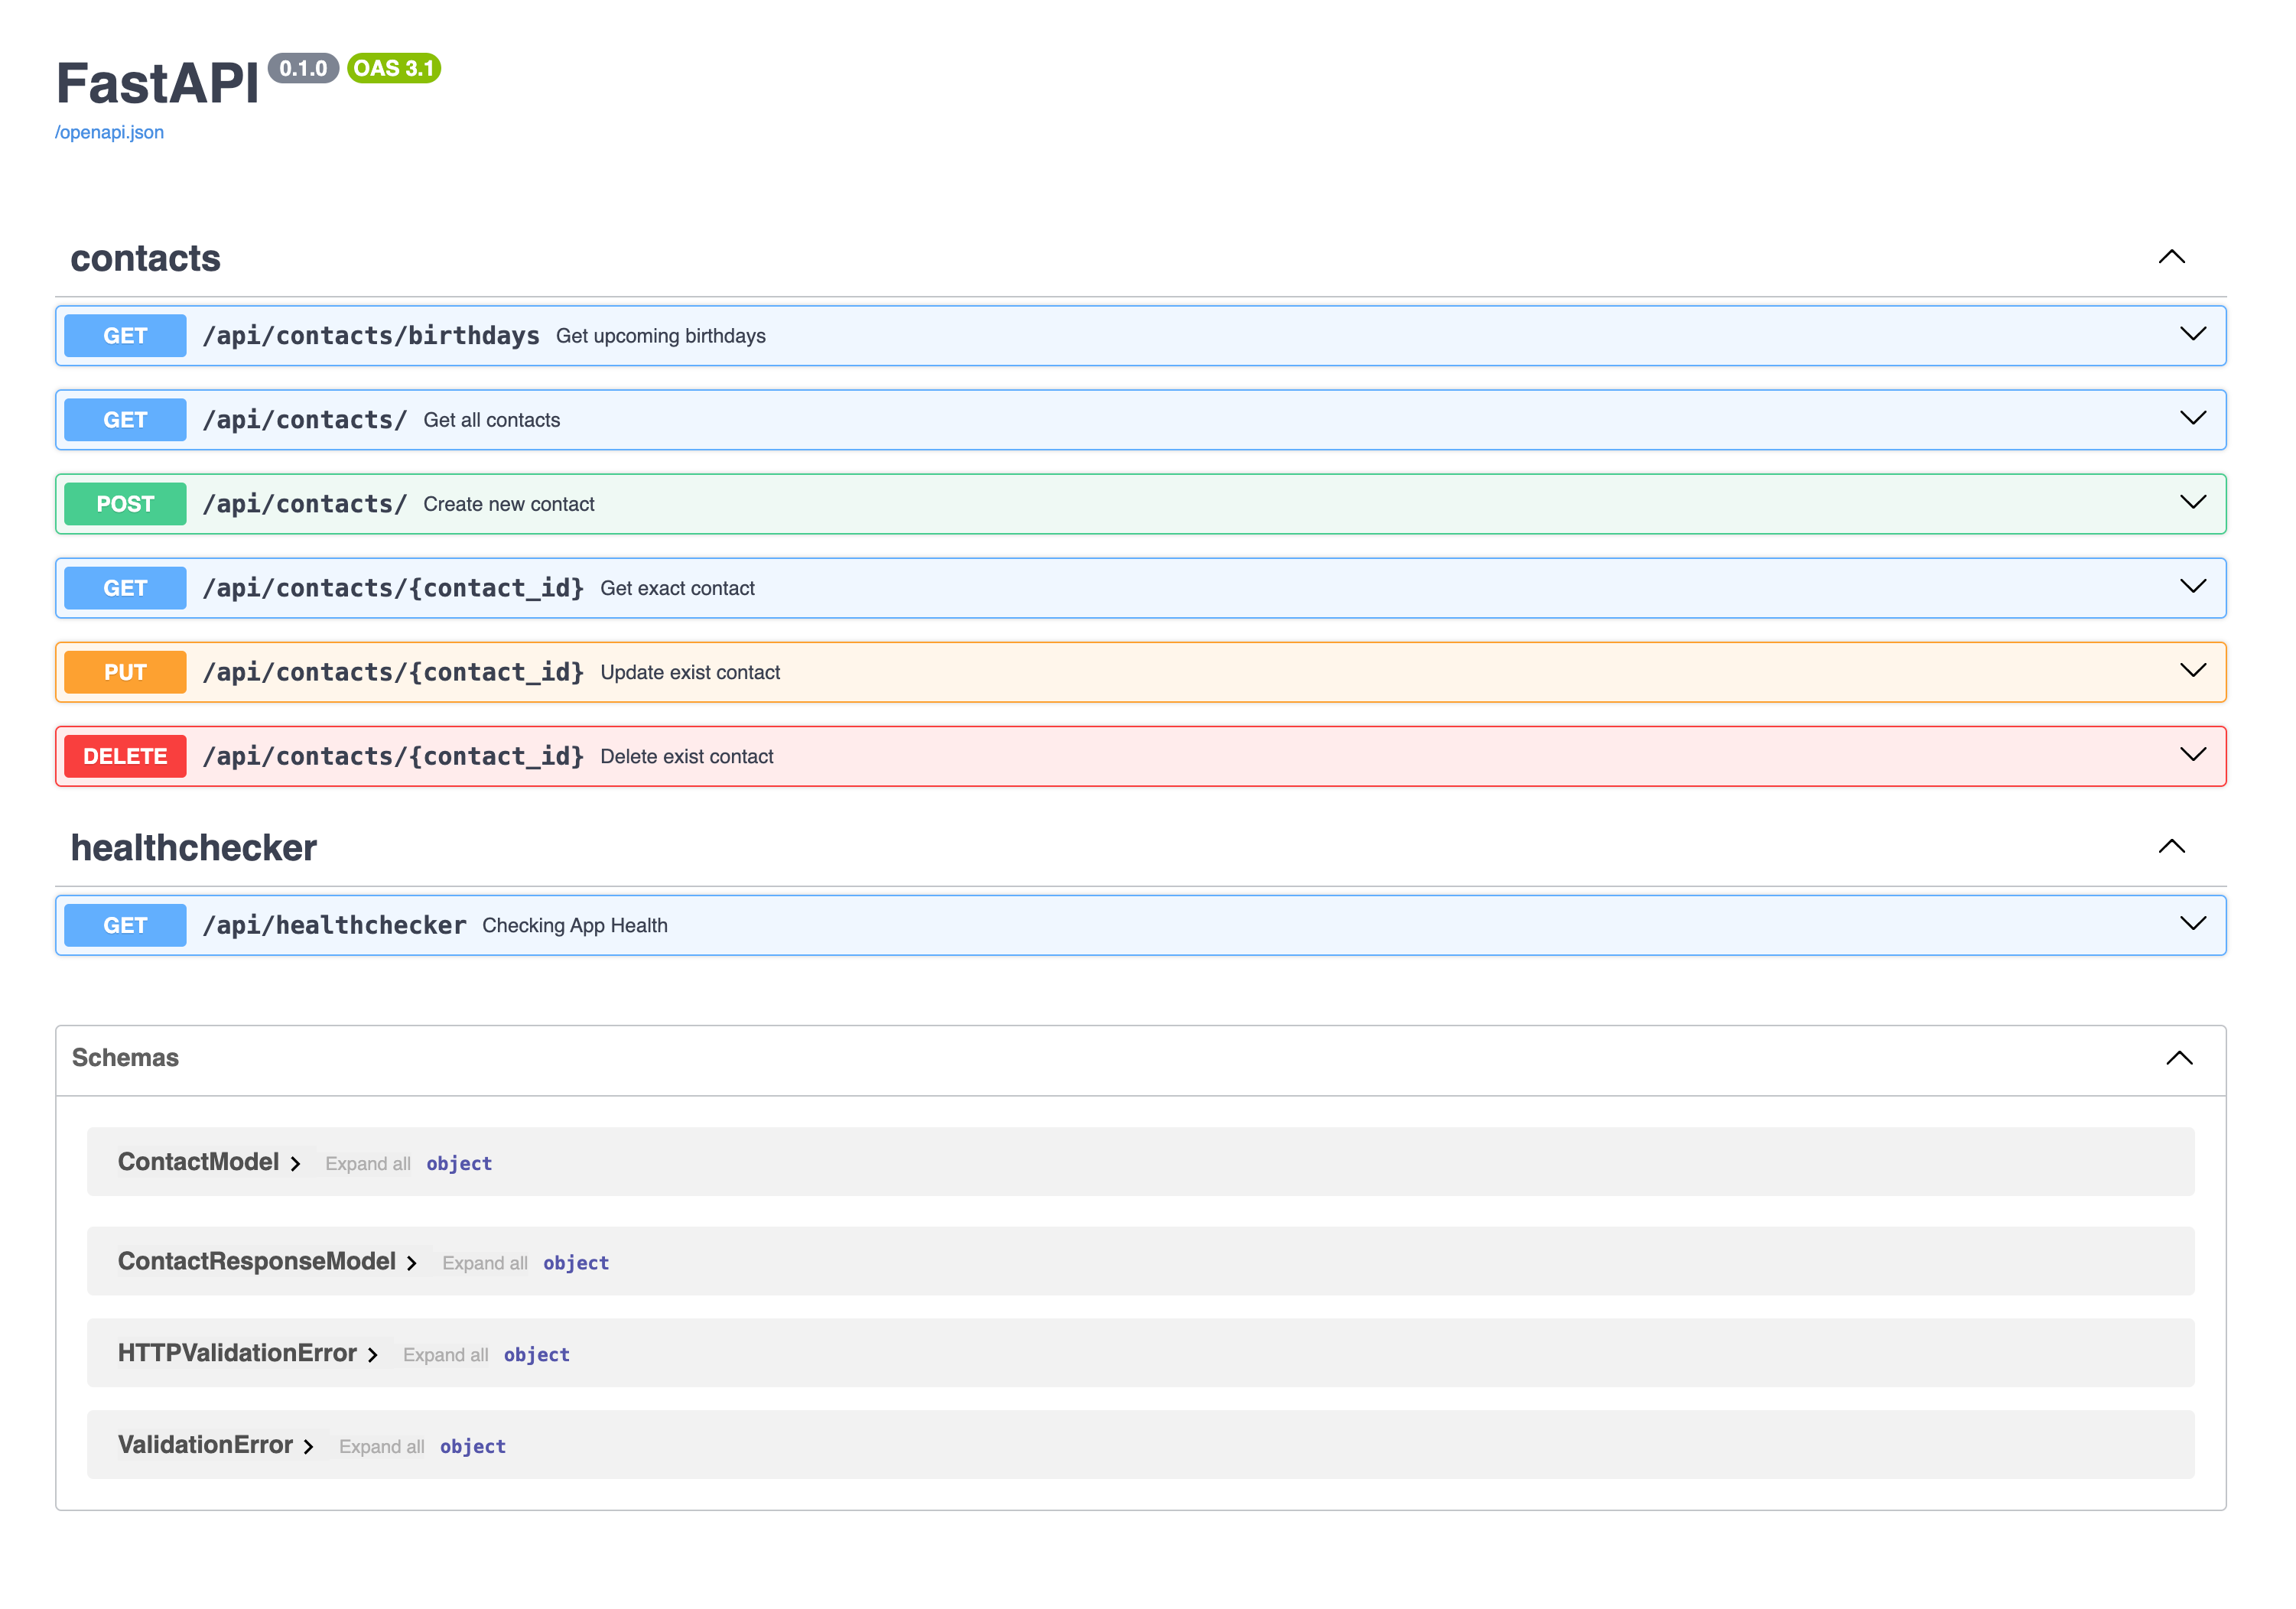 FastAPI 0.1.0 OAS 3.1
/openapi.json
contacts
GET /api/contacts/birthdays Get upcoming birthdays
GET /api/contacts/ Get all contacts
POST /api/contacts/ Create new contact
GET /api/contacts/{contact_id} Get exact contact
PUT /api/contacts/{contact_id} Update exist contact
DELETE /api/contacts/{contact_id} Delete exist contact
healthchecker
GET /api/healthchecker Checking App Health
Schemas
ContactModel Expand all object
ContactResponseModel Expand all object
HTTPValidationError Expand all object
ValidationError Expand all object